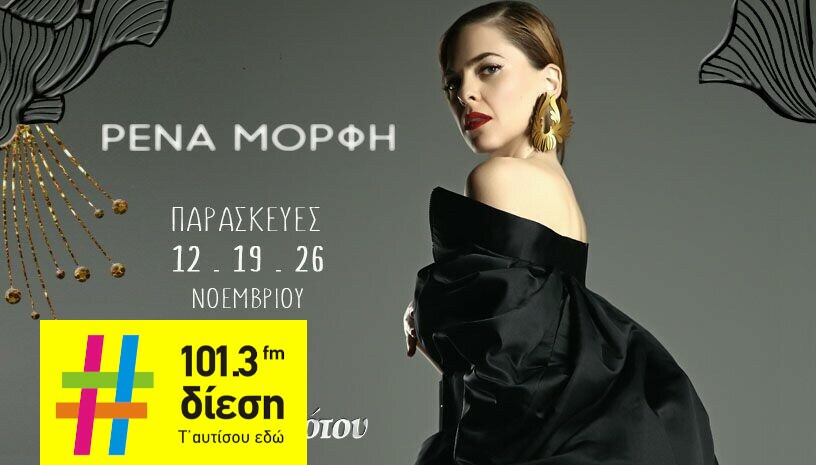 ΡΕΝΑ ΜΟΡΦΗ
ΠΑΡΑΣΚΕΥΕΣ
12 . 19 . 26
ΝΟΕΜΒΡΙΟΥ
101.3 fm
δίεση
Τ'αυτίσου εδώ